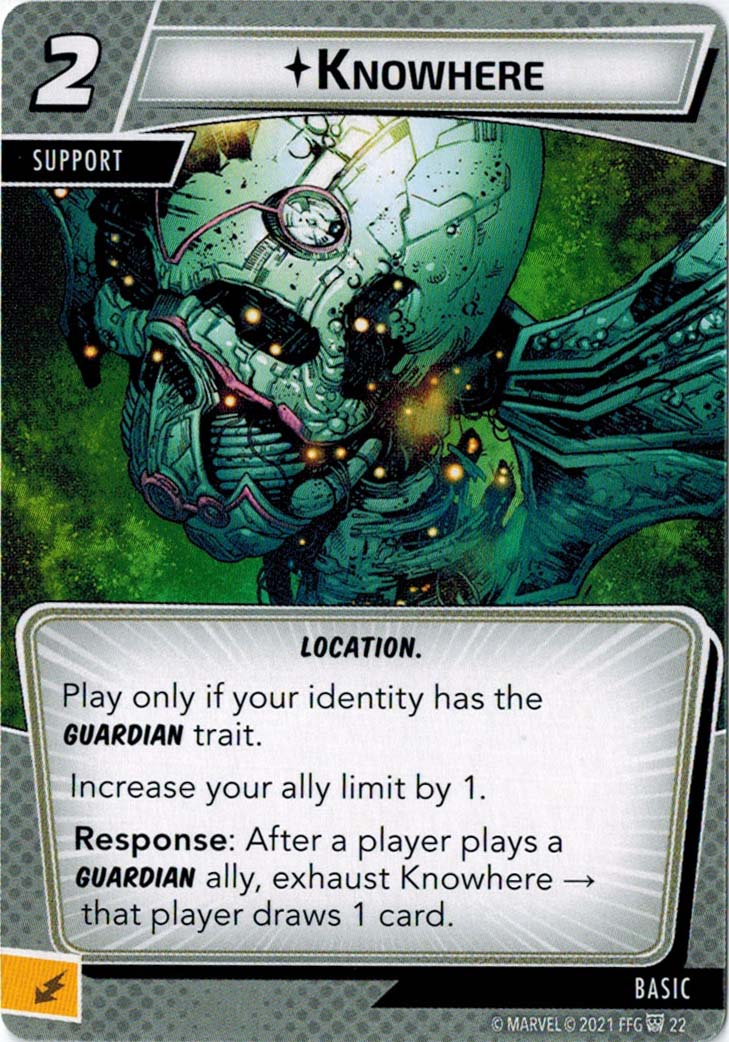 2
KNOWHERE
SUPPORT
LOCATION.
Play only if your identity has the
GUARDIAN trait.
Increase your ally limit by 1.
Response: After a player plays a
GUARDIAN ally, exhaust Knowhere →
that player draws 1 card.
BASIC
© MARVEL © 2021 FFG 22